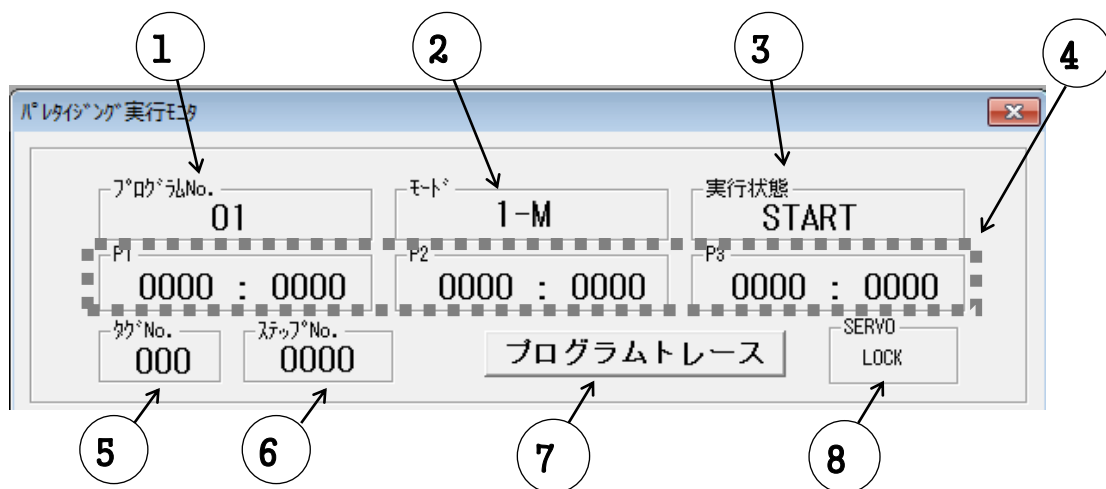 1 2 3 4
ﾊﾟﾚﾀｲｼﾞﾝｸﾞ実行ﾓﾆﾀ
ﾌﾟﾛｸﾞﾗﾑNo. ﾓｰﾄﾞ 実行状態
01 1-M START
P1 P2 P3
0000 : 0000 0000 : 0000 0000 : 0000
ﾀｸﾞNo. ｽﾃｯﾌﾟNo. SERVO
000 0000 プログラムトレース LOCK
5 6 7 8